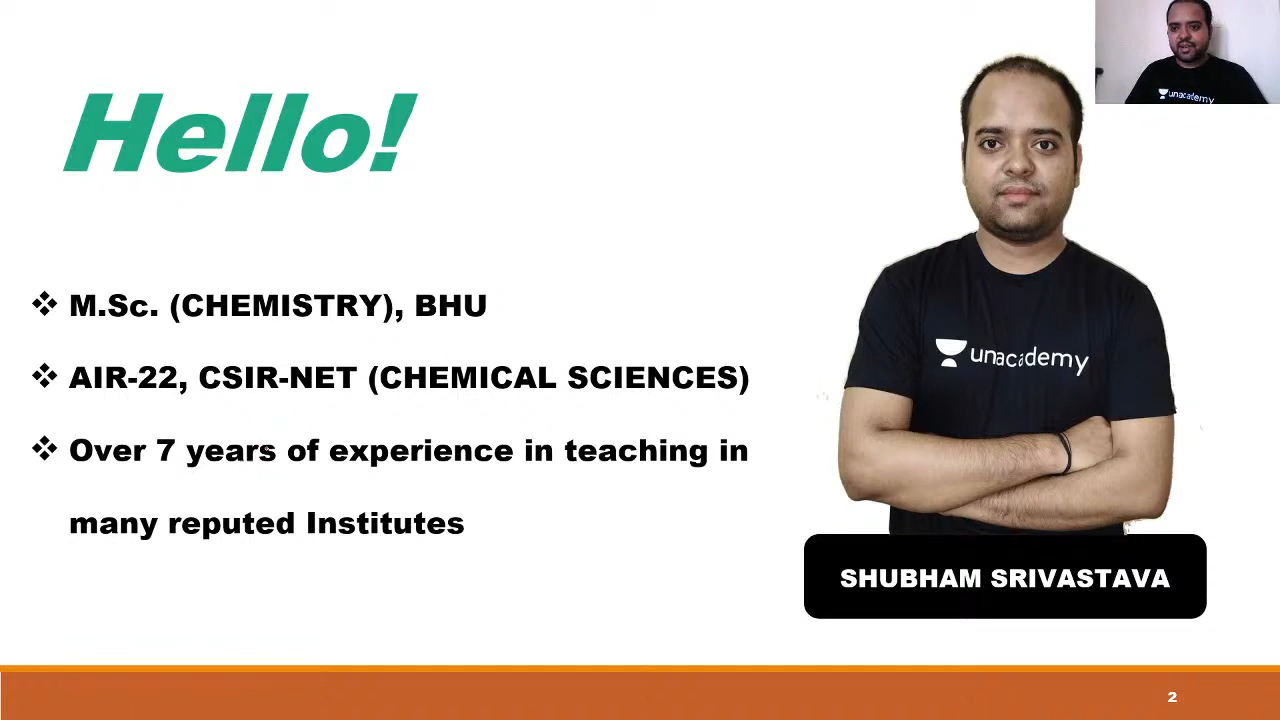 Hello!
M.Sc. (CHEMISTRY), BHU
AIR-22, CSIR-NET (CHEMICAL SCIENCES)
Over 7 years of experience in teaching in
many reputed Institutes
unacademy
unacademy
SHUBHAM SRIVASTAVA
2